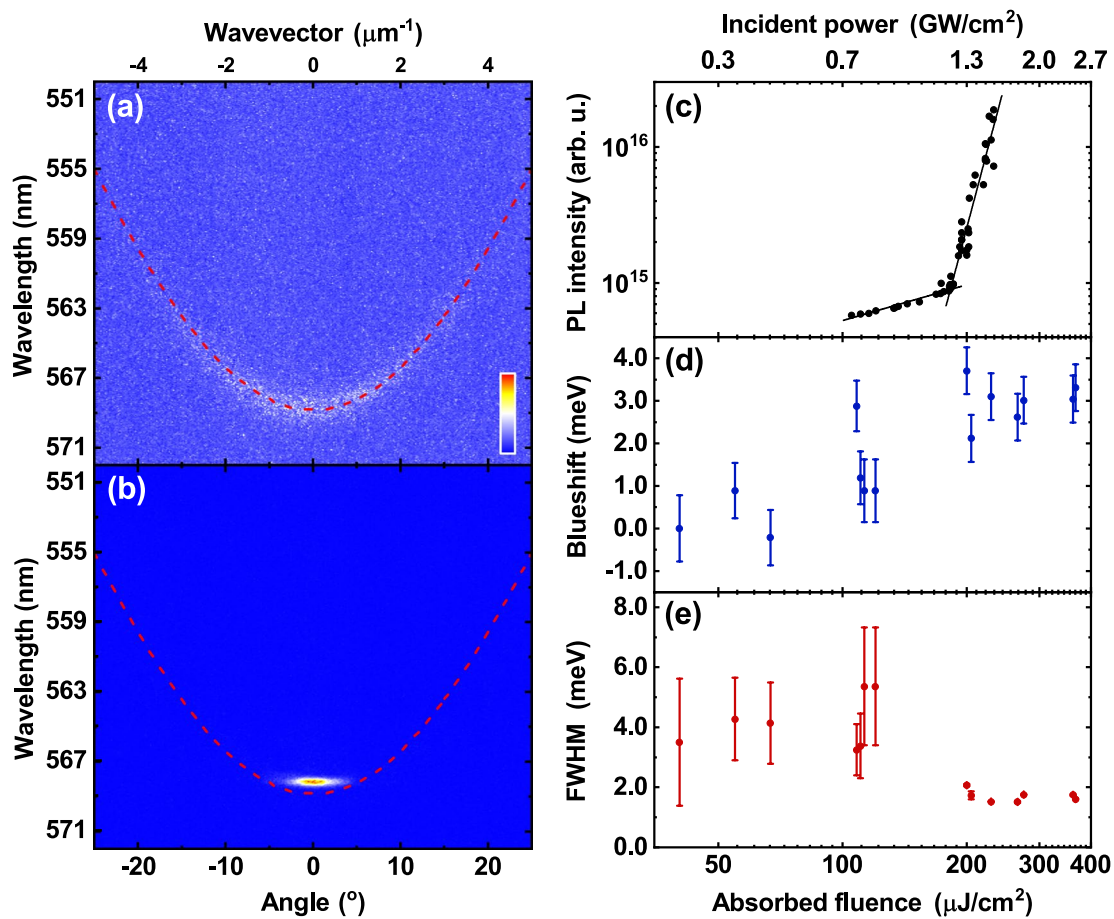 Wavevector (μm⁻¹)
-4 -2 0 2 4
(a)
Wavelength (nm)
551
555
559
563
567
571
(b)
Wavelength (nm)
551
555
559
563
567
571
-20 -10 0 10 20
Angle (º)
Incident power (GW/cm²)
0.3 0.7 1.3 2.0 2.7
(c)
PL intensity (arb. u.)
10¹⁶
10¹⁵
(d)
Blueshift (meV)
4.0
3.0
2.0
1.0
0.0
-1.0
(e)
FWHM (meV)
8.0
6.0
4.0
2.0
0.0
50 100 200 300 400
Absorbed fluence (μJ/cm²)